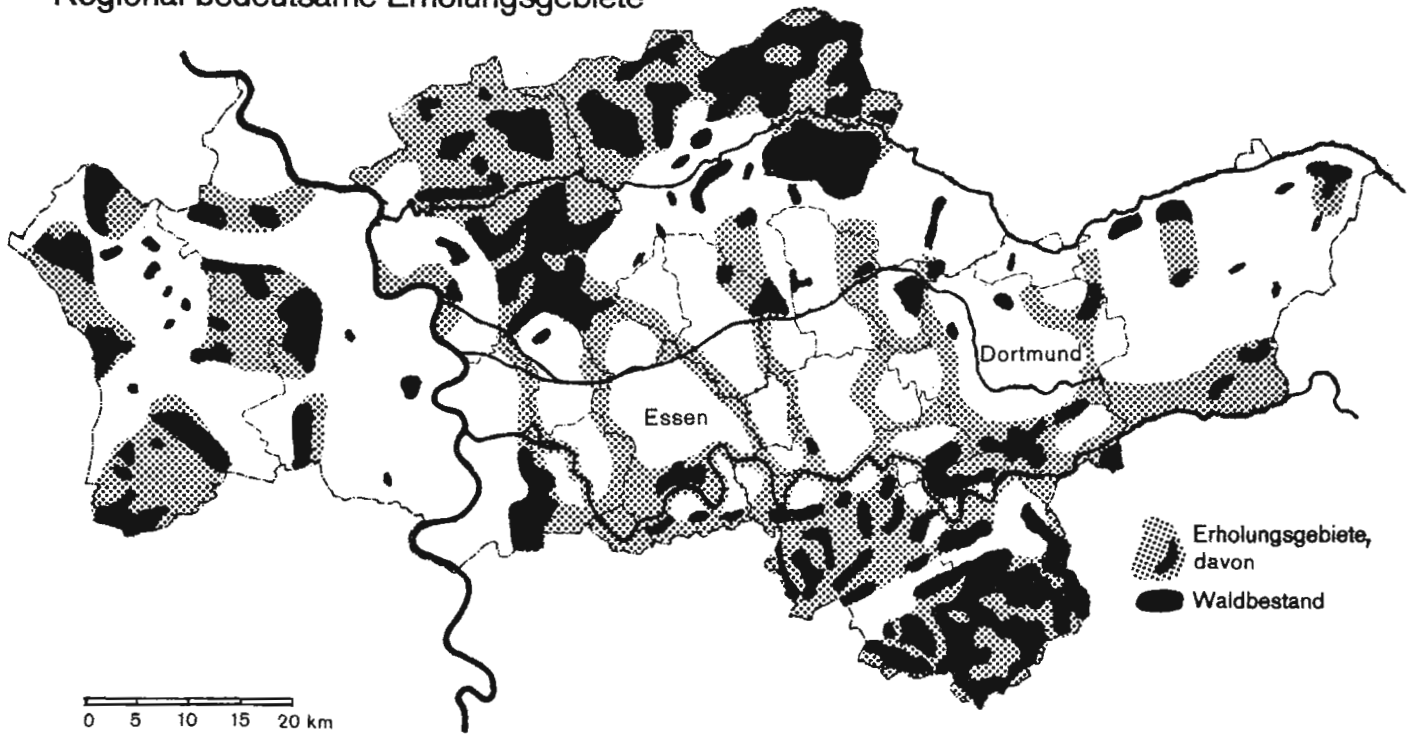 Regional bedeutsame Erholungsgebiete
Dortmund
Essen
Erholungsgebiete,
davon
Waldbestand
0 5 10 15 20 km